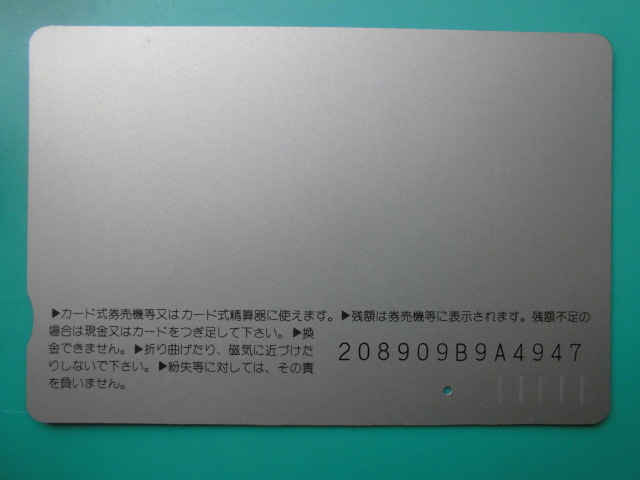 ▶カード式券売機等又はカード式精算器に使えます。▶残額は券売機等に表示されます。残額不足の
場合は現金又はカードをつぎ足して下さい。▶換
金できません。▶折り曲げたり、磁気に近づけた
りしないで下さい。▶紛失等に対しては、その責
を負いません。
208909B9A4947